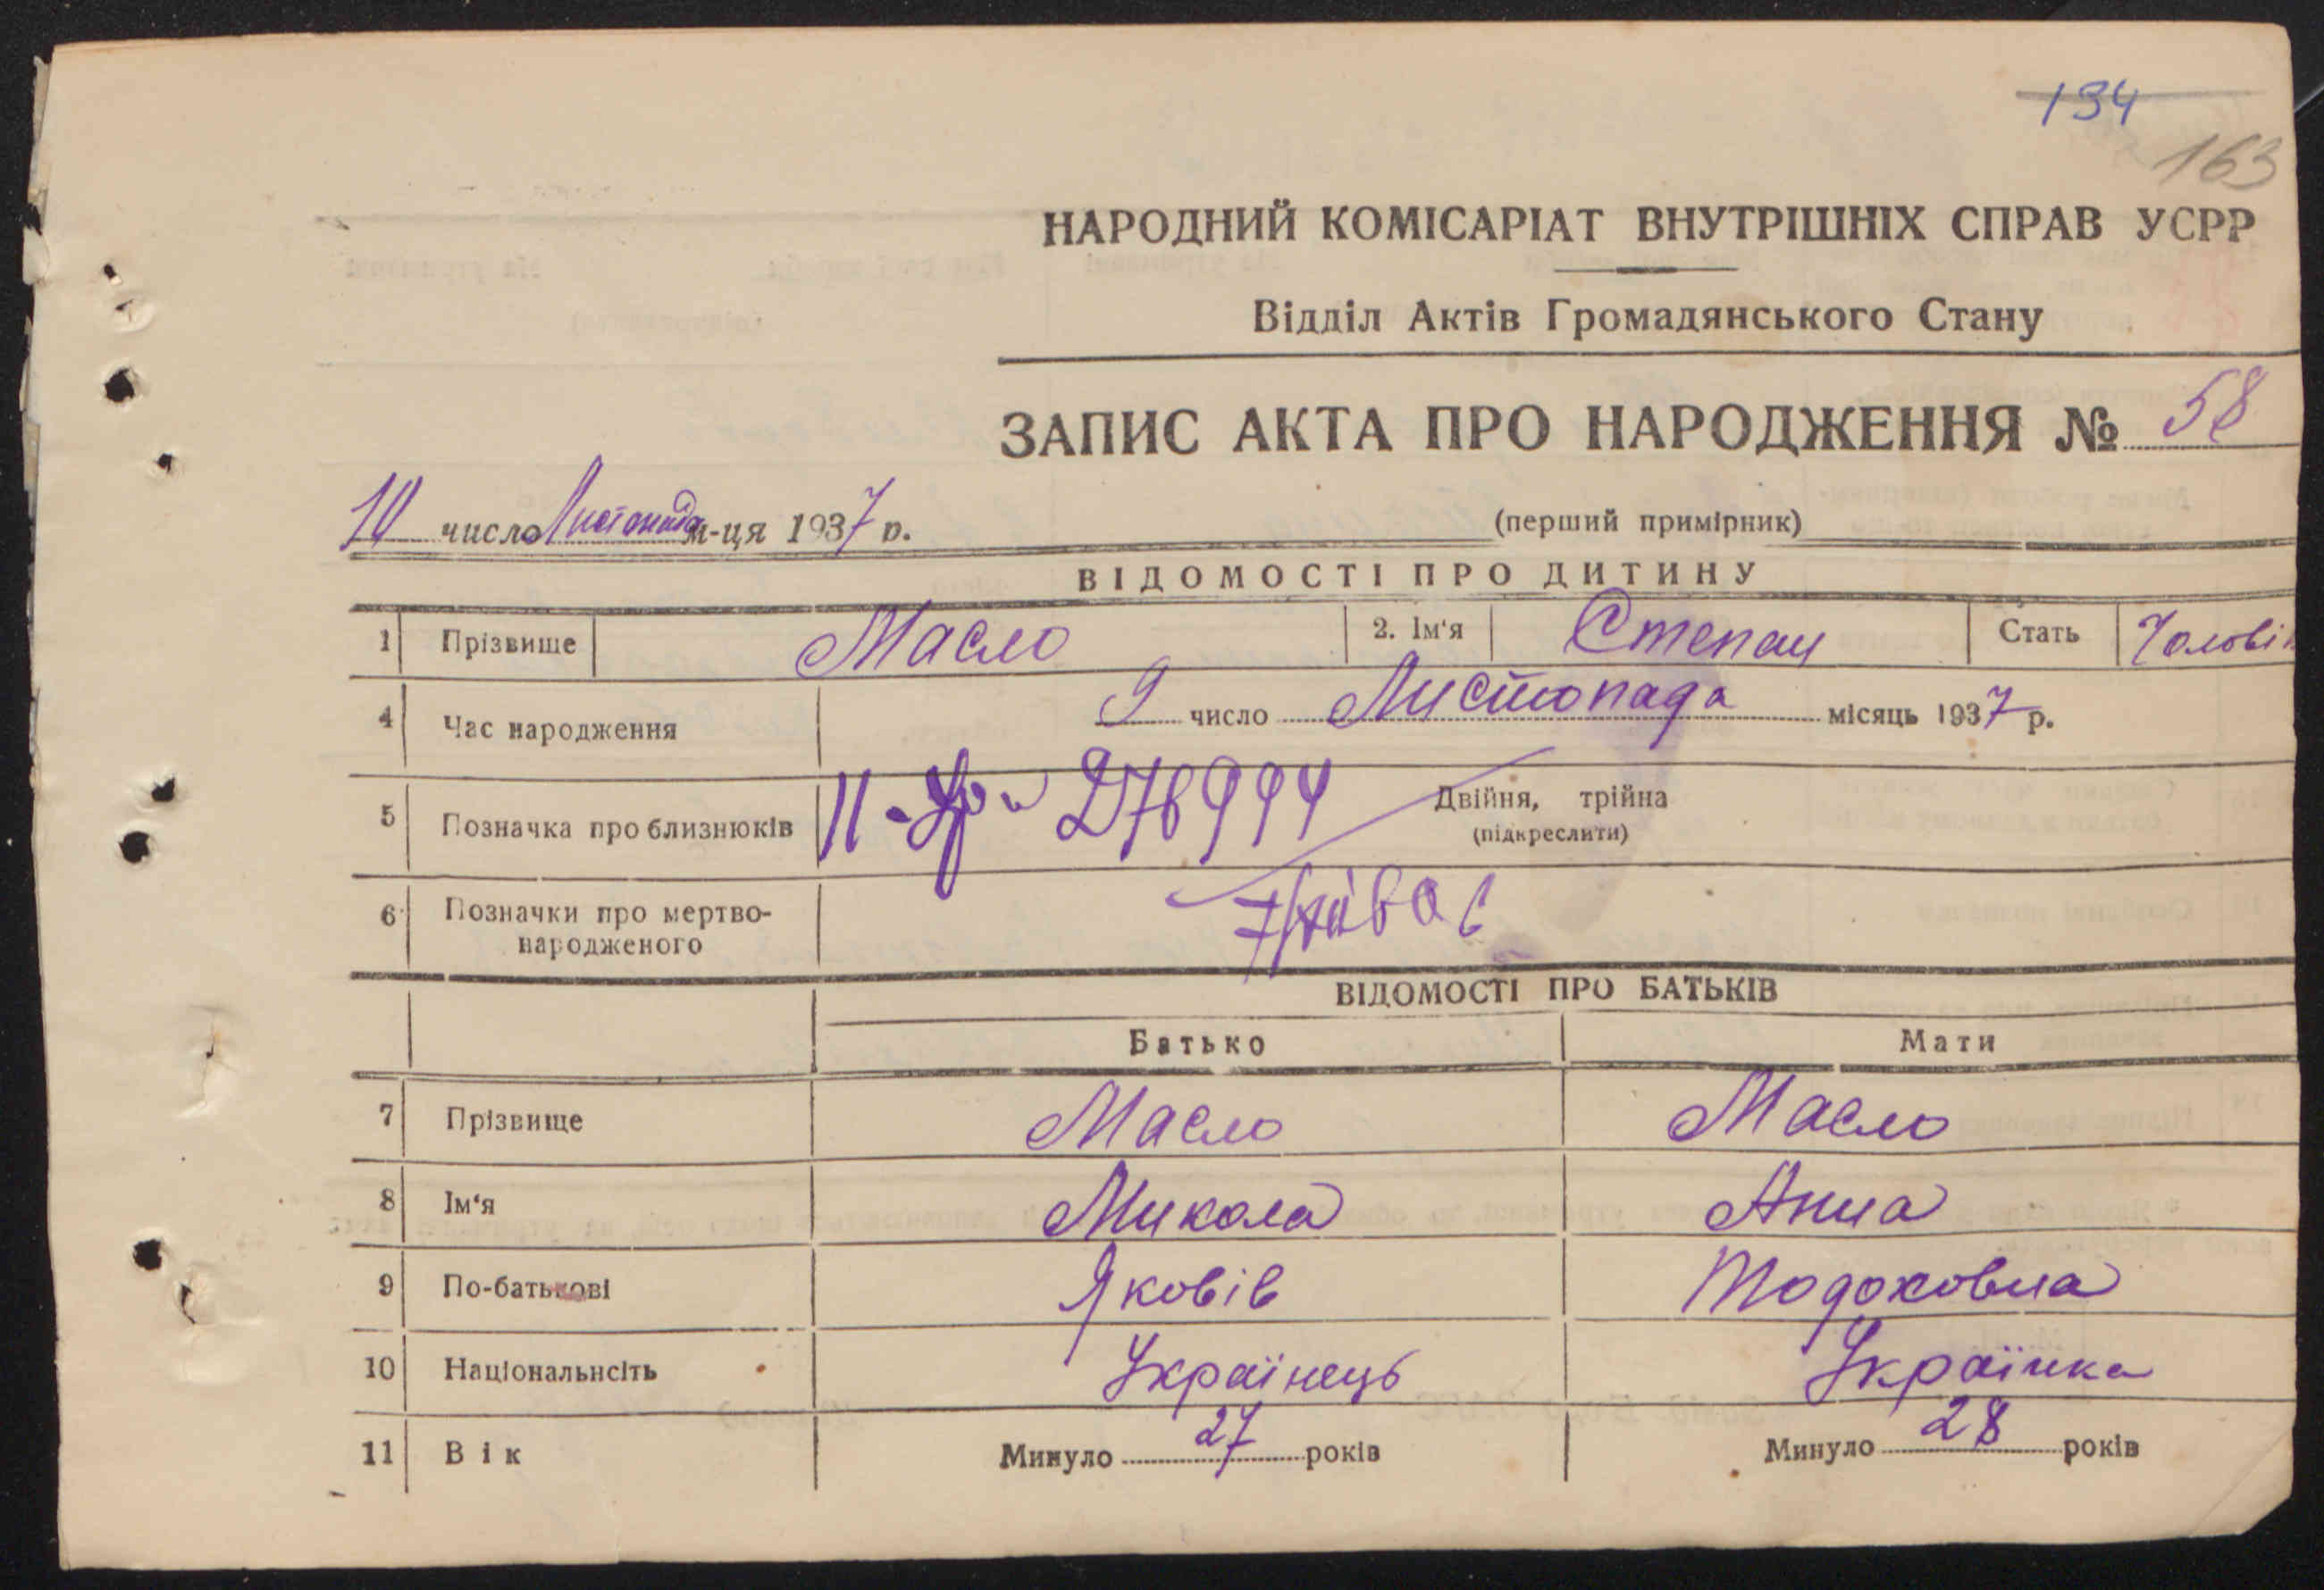 134
163
НАРОДНИЙ КОМІСАРІАТ ВНУТРІШНІХ СПРАВ УСРР
Відділ Актів Громадянського Стану
ЗАПИС АКТА ПРО НАРОДЖЕННЯ № 58
10 число Листопада м-ця 1937 р.
(перший примірник)
ВІДОМОСТІ ПРО ДИТИНУ
1 Прізвище Масло 2. Ім'я Степан Стать Чоловік
4 Час народження 9 число Листопада місяць 1937 р.
5 Позначка про близнюків 278994 Двійня, трійна
(підкреслити)
6 Позначки про мертво-
народженого
ВІДОМОСТІ ПРО БАТЬКІВ
Батько Мати
7 Прізвище Масло Масло
8 Ім'я Микола Анна
9 По-батькові Яковів
10 Національнсіть Українець Українка
11 Вік Минуло 27 років Минуло 28 років